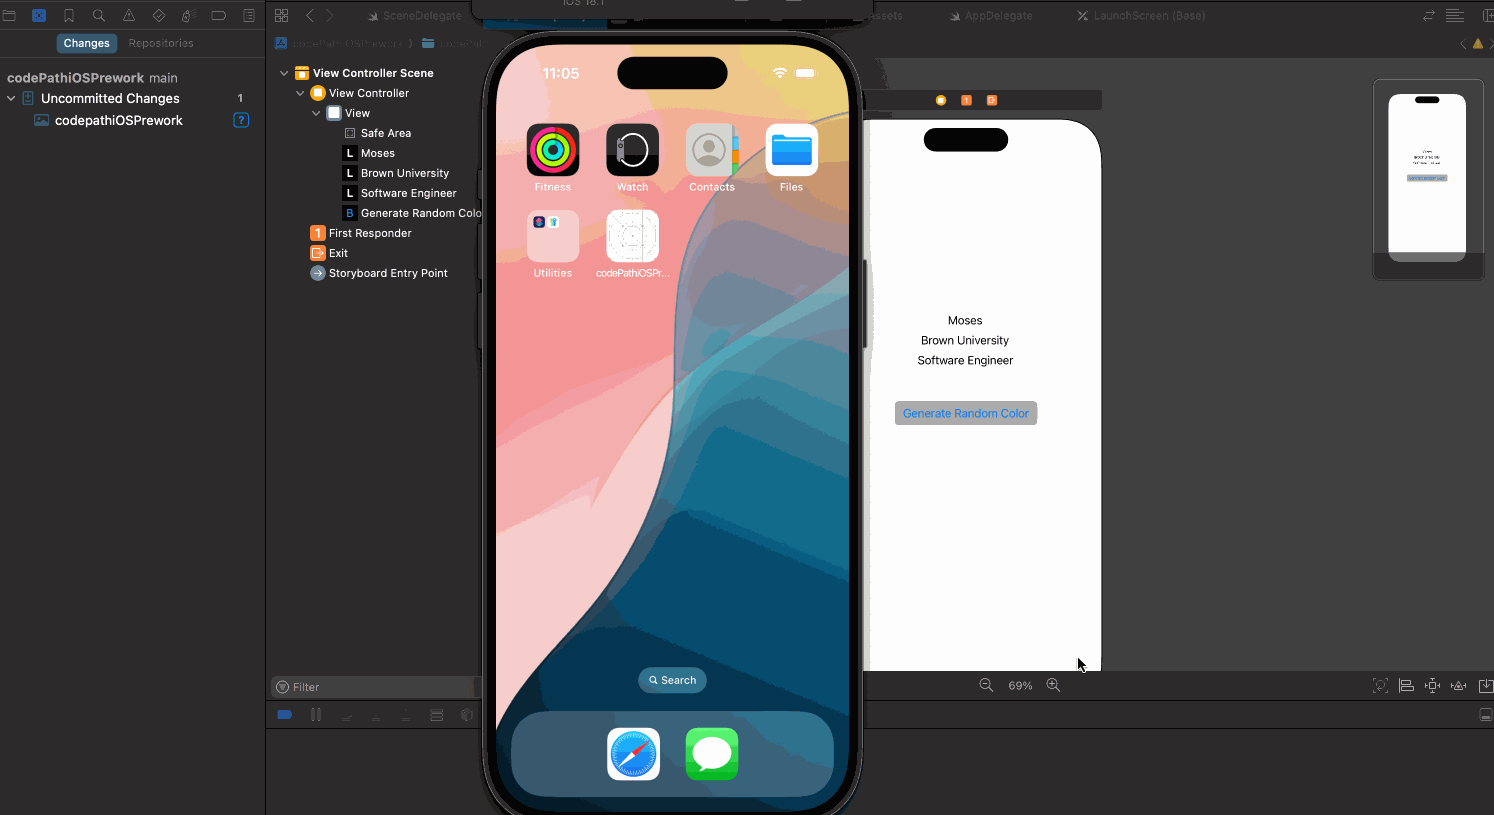 iOS 18.1
SceneDelegate
Assets
AppDelegate
LaunchScreen (Base)
Changes
Repositories
codePathiOSPrework
codePathiOSPrework main
Uncommitted Changes 1
codepathiOSPrework ?
View Controller Scene
View Controller
View
Safe Area
L Moses
L Brown University
L Software Engineer
B Generate Random Colo
1 First Responder
Exit
Storyboard Entry Point
Filter
11:05
Fitness
Watch
Contacts
Files
Utilities
codePathiOSPr...
Search
1
Moses
Brown University
Software Engineer
Generate Random Color
69%